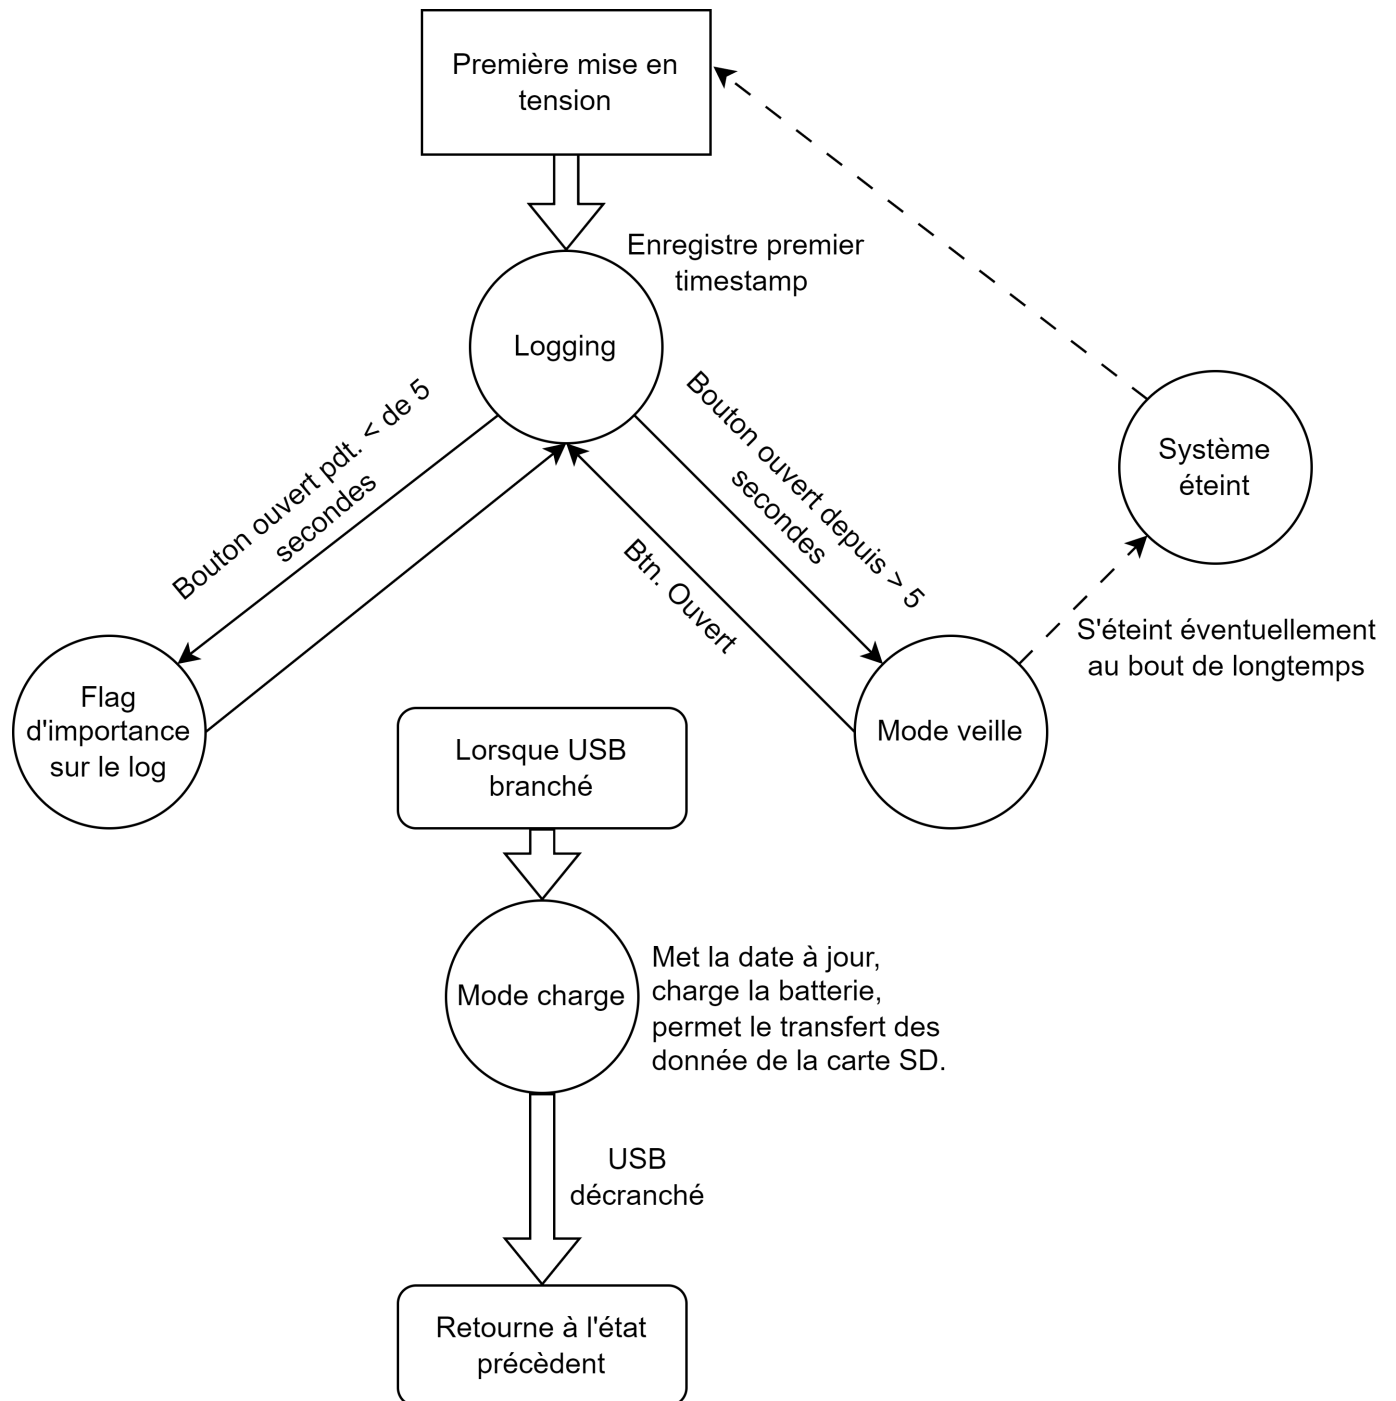 Première mise en
tension
Enregistre premier
timestamp
Logging
Bouton ouvert pdt. < de 5
secondes
Bouton ouvert depuis > 5
secondes
Btn. Ouvert
Système
éteint
S'éteint éventuellement
au bout de longtemps
Flag
d'importance
sur le log
Mode veille
Lorsque USB
branché
Mode charge
Met la date à jour,
charge la batterie,
permet le transfert des
donnée de la carte SD.
USB
décranché
Retourne à l'état
précèdent